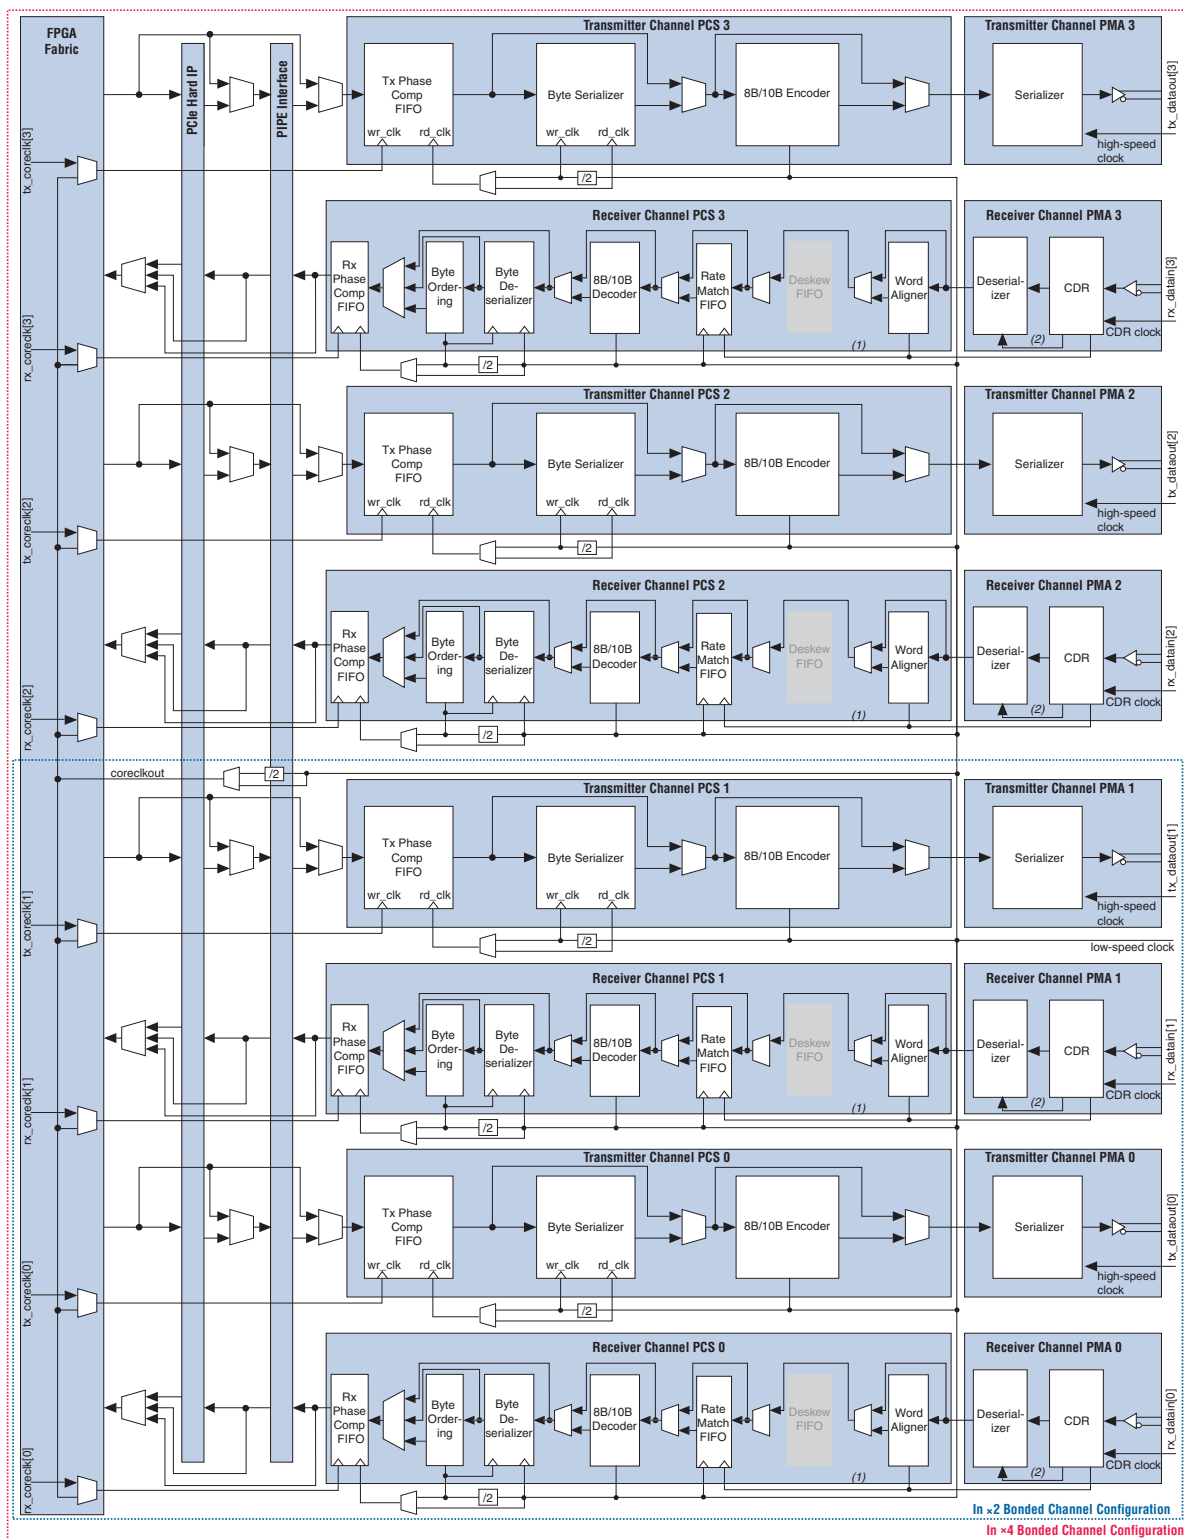 FPGA
Fabric
PCIe Hard IP
PIPE Interface
Transmitter Channel PCS 3
Tx Phase
Comp
FIFO
wr_clk
rd_clk
Byte Serializer
8B/10B Encoder
/2
Transmitter Channel PMA 3
Serializer
high-speed
clock
tx_dataout[3]
tx_coreclk[3]
Receiver Channel PCS 3
Rx
Phase
Comp
FIFO
Byte
Order-
ing
Byte
De-
serializer
8B/10B
Decoder
Rate
Match
FIFO
Deskew
FIFO
Word
Aligner
(1)
/2
Receiver Channel PMA 3
Deserial-
izer
CDR
(2)
CDR clock
rx_datain[3]
rx_coreclk[3]
Transmitter Channel PCS 2
Tx Phase
Comp
FIFO
wr_clk
rd_clk
Byte Serializer
8B/10B Encoder
/2
Transmitter Channel PMA 2
Serializer
high-speed
clock
tx_dataout[2]
tx_coreclk[2]
Receiver Channel PCS 2
Rx
Phase
Comp
FIFO
Byte
Order-
ing
Byte
De-
serializer
8B/10B
Decoder
Rate
Match
FIFO
Deskew
FIFO
Word
Aligner
(1)
/2
Receiver Channel PMA 2
Deserial-
izer
CDR
(2)
CDR clock
rx_datain[2]
rx_coreclk[2]
coreclkout
/2
Transmitter Channel PCS 1
Tx Phase
Comp
FIFO
wr_clk
rd_clk
Byte Serializer
8B/10B Encoder
/2
Transmitter Channel PMA 1
Serializer
high-speed
clock
tx_dataout[1]
low-speed clock
tx_coreclk[1]
Receiver Channel PCS 1
Rx
Phase
Comp
FIFO
Byte
Order-
ing
Byte
De-
serializer
8B/10B
Decoder
Rate
Match
FIFO
Deskew
FIFO
Word
Aligner
(1)
/2
Receiver Channel PMA 1
Deserial-
izer
CDR
(2)
CDR clock
rx_datain[1]
rx_coreclk[1]
Transmitter Channel PCS 0
Tx Phase
Comp
FIFO
wr_clk
rd_clk
Byte Serializer
8B/10B Encoder
/2
Transmitter Channel PMA 0
Serializer
high-speed
clock
tx_dataout[0]
tx_coreclk[0]
Receiver Channel PCS 0
Rx
Phase
Comp
FIFO
Byte
Order-
ing
Byte
De-
serializer
8B/10B
Decoder
Rate
Match
FIFO
Deskew
FIFO
Word
Aligner
(1)
/2
Receiver Channel PMA 0
Deserial-
izer
CDR
(2)
CDR clock
rx_datain[0]
rx_coreclk[0]
In ×2 Bonded Channel Configuration
In ×4 Bonded Channel Configuration